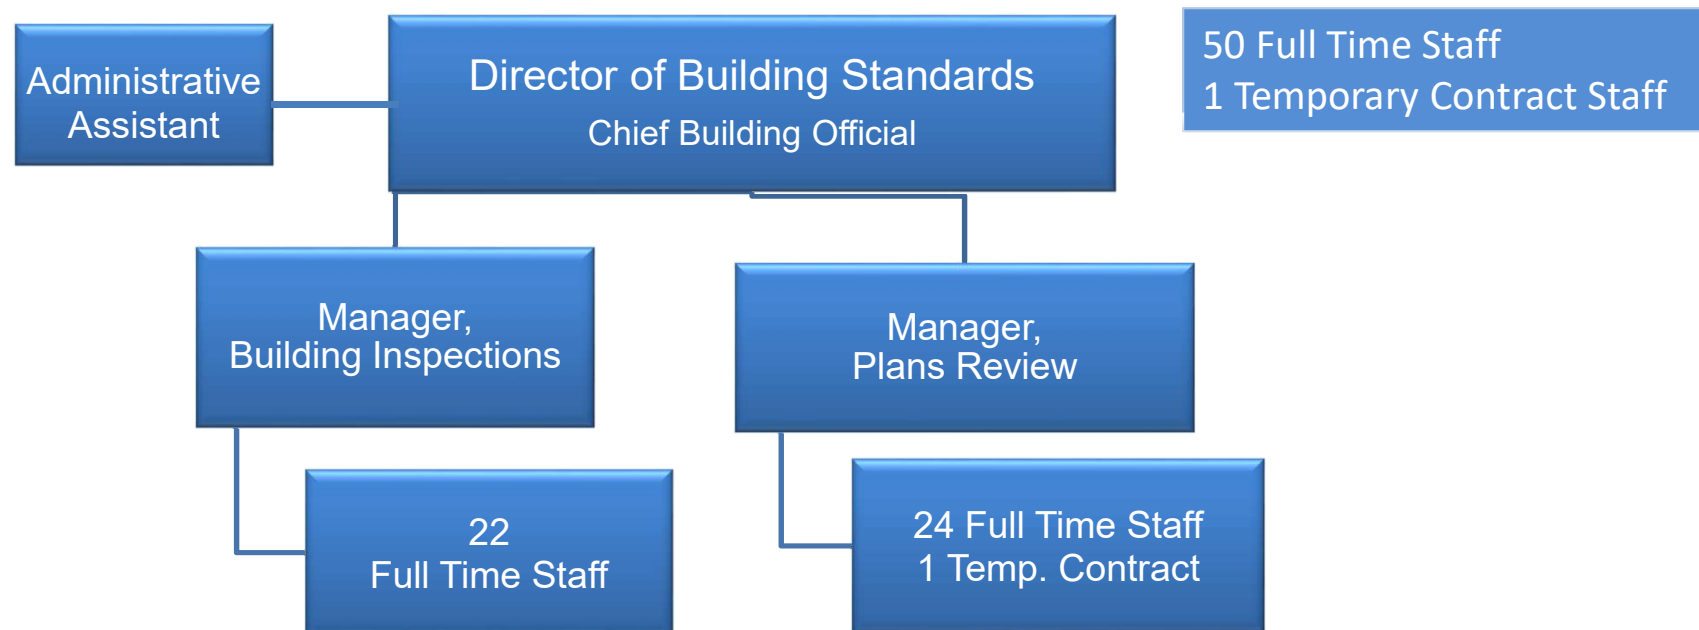 Administrative
Assistant
Director of Building Standards
Chief Building Official
50 Full Time Staff
1 Temporary Contract Staff
Manager,
Building Inspections
Manager,
Plans Review
22
Full Time Staff
24 Full Time Staff
1 Temp. Contract